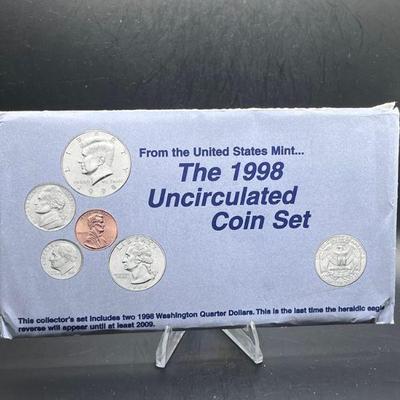 From the United States Mint...
The 1998
Uncirculated
Coin Set
This collector's set includes two 1998 Washington Quarter Dollars. This is the last time the heraldic eagle
reverse will appear until at least 2009.